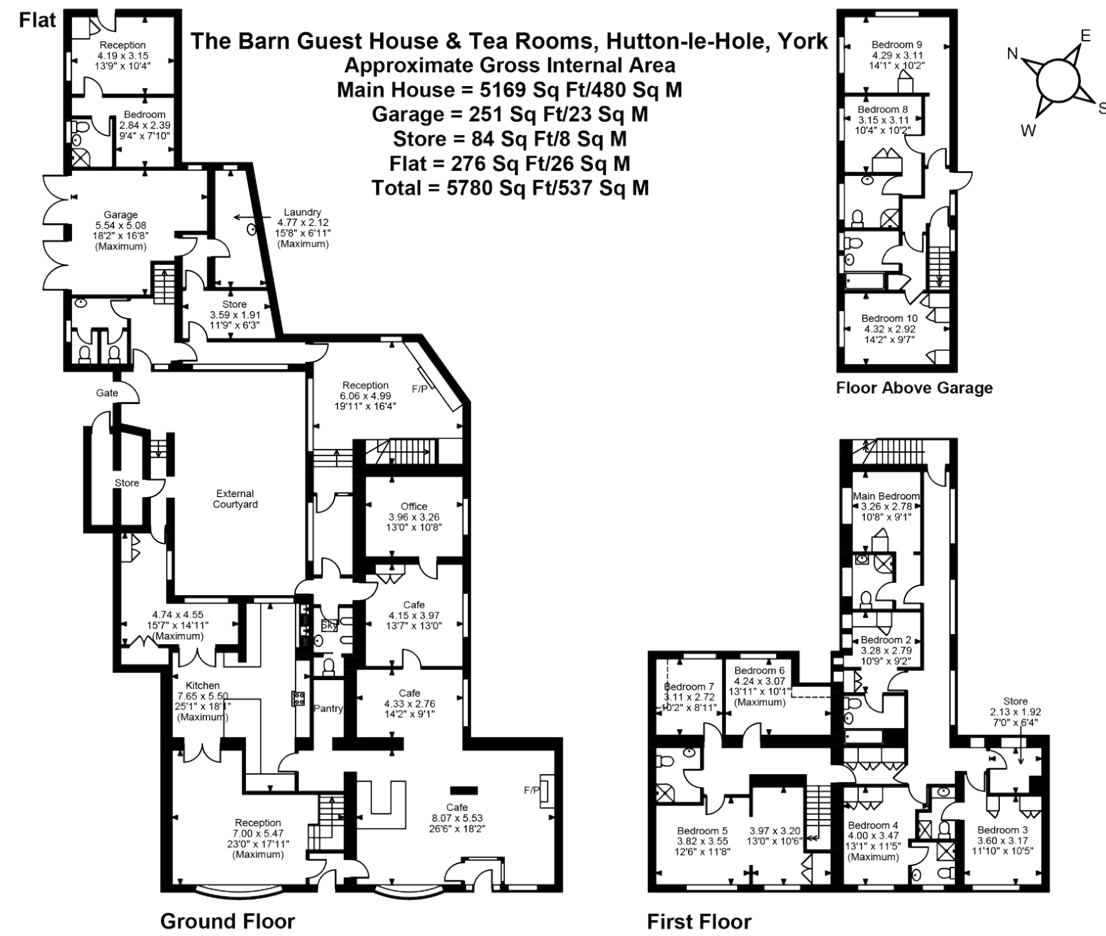 Flat
The Barn Guest House & Tea Rooms, Hutton-le-Hole, York
Approximate Gross Internal Area
Main House = 5169 Sq Ft/480 Sq M
Garage = 251 Sq Ft/23 Sq M
Store = 84 Sq Ft/8 Sq M
Flat = 276 Sq Ft/26 Sq M
Total = 5780 Sq Ft/537 Sq M
Reception
4.19 x 3.15
13'9" x 10'4"
Bedroom
2.84 x 2.39
9'4" x 7'10"
Garage
5.54 x 5.08
18'2" x 16'8"
(Maximum)
Laundry
4.77 x 2.12
15'8" x 6'11"
(Maximum)
Store
3.59 x 1.91
11'9" x 6'3"
Reception
6.06 x 4.99
19'11" x 16'4"
F/P
Gate
Store
External
Courtyard
Office
3.96 x 3.26
13'0" x 10'8"
Cafe
4.15 x 3.97
13'7" x 13'0"
4.74 x 4.55
15'7" x 14'11"
(Maximum)
Sky
Kitchen
7.65 x 5.50
25'1" x 18'1"
(Maximum)
Pantry
Cafe
4.33 x 2.76
14'2" x 9'1"
Reception
7.00 x 5.47
23'0" x 17'11"
(Maximum)
Cafe
8.07 x 5.53
26'6" x 18'2"
F/P
Ground Floor
Bedroom 9
4.29 x 3.11
14'1" x 10'2"
Bedroom 8
3.15 x 3.11
10'4" x 10'2"
Bedroom 10
4.32 x 2.92
14'2" x 9'7"
Floor Above Garage
N
E
S
W
Main Bedroom
3.26 x 2.78
10'8" x 9'1"
Bedroom 2
3.28 x 2.79
10'9" x 9'2"
Store
2.13 x 1.92
7'0" x 6'4"
Bedroom 7
3.11 x 2.72
10'2" x 8'11"
Bedroom 6
4.24 x 3.07
13'11" x 10'1"
(Maximum)
Bedroom 5
3.82 x 3.55
12'6" x 11'8"
3.97 x 3.20
13'0" x 10'6"
Bedroom 4
4.00 x 3.47
13'1" x 11'5"
(Maximum)
Bedroom 3
3.60 x 3.17
11'10" x 10'5"
First Floor